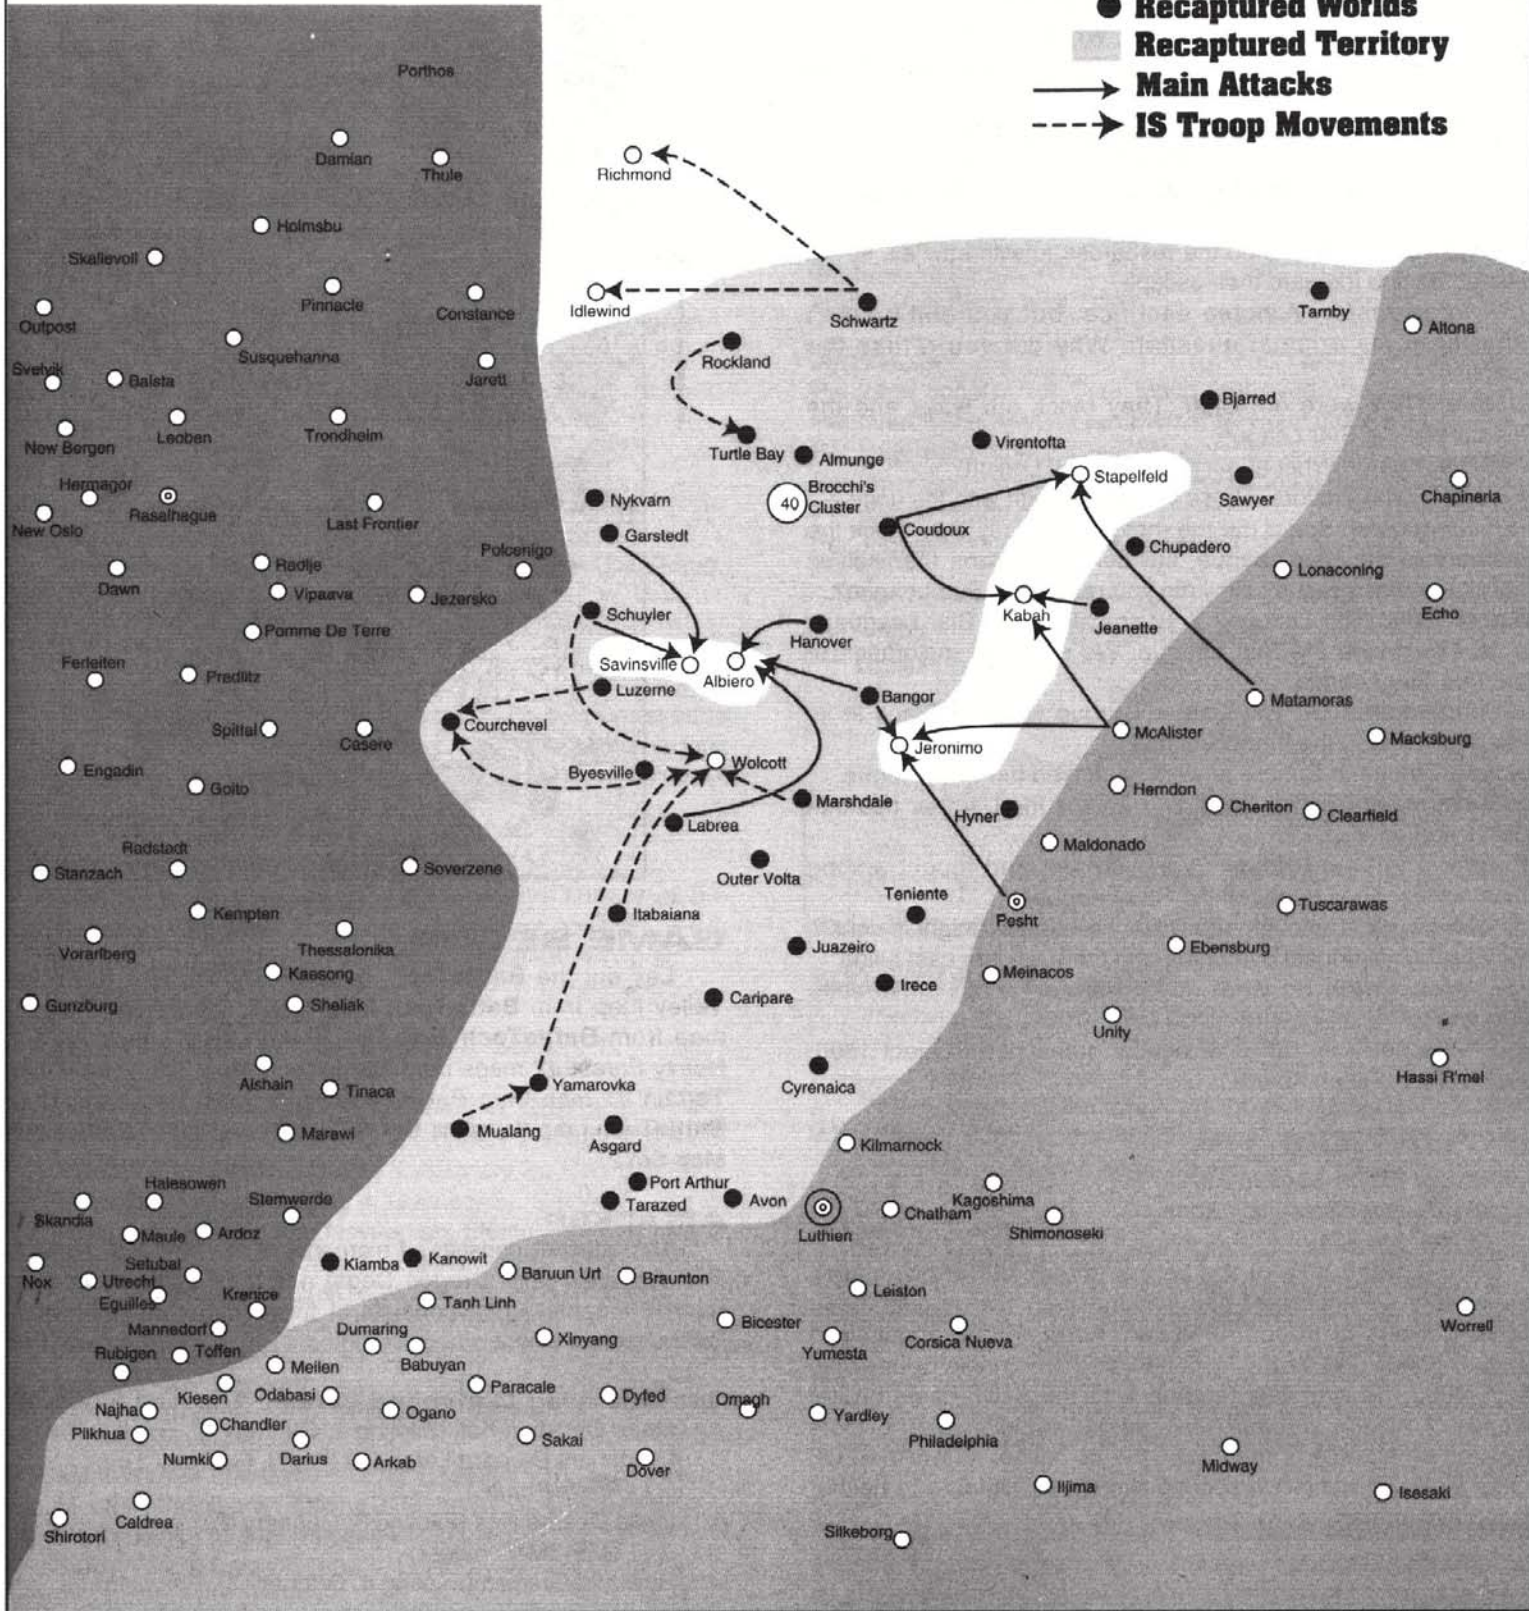 Recaptured Worlds
Recaptured Territory
Main Attacks
IS Troop Movements
Porthos
Damian
Thule
Richmond
Holmsbu
Skallevoll
Pinnacle
Constance
Idlewind
Schwartz
Tarnby
Outpost
Altona
Susquehanna
Rockland
Svelvik
Balsta
Jarett
Bjarred
Leoben
Trondheim
New Bergen
Turtle Bay
Almunge
Virentofta
Stapelfeld
Sawyer
Chapineria
Hermagor
Rasalhague
Last Frontier
Nykvarn
40
Brocchi's
Cluster
New Oslo
Garstedt
Coudoux
Chupadero
Polcenigo
Dawn
Radlje
Vipaava
Jezersko
Lonaconing
Echo
Schuyler
Kabah
Jeanette
Pomme De Terre
Hanover
Ferleiten
Predlitz
Savinsville
Albiero
Luzerne
Bangor
Matamoras
Spittal
Casere
Courchevel
Jeronimo
McAlister
Macksburg
Engadin
Goito
Byesville
Wolcott
Marshdale
Herndon
Cheriton
Clearfield
Labrea
Hyner
Maldonado
Radstadt
Stanzach
Soverzene
Outer Volta
Teniente
Kempten
Itabaiana
Pesht
Tuscarawas
Vorarlberg
Thessalonika
Juazeiro
Ebensburg
Kaesong
Irece
Meinacos
Gunzburg
Sheliak
Caripare
Unity
Alshain
Tinaca
Yamarovka
Cyrenaica
Hassi R'mel
Marawi
Mualang
Asgard
Kilmarnock
Halesowen
Stemwerde
Port Arthur
Tarazed
Avon
Kagoshima
Skandia
Maule
Ardoz
Luthien
Chatham
Shimonoseki
Nox
Utrecht
Setubal
Kiamba
Kanowit
Baruun Urt
Braunton
Eguilles
Krenice
Tanh Linh
Leiston
Mannedorf
Dumaring
Xinyang
Bicester
Yumesta
Corsica Nueva
Worrell
Rubigen
Toffen
Meilen
Babuyan
Kiesen
Odabasi
Paracale
Dyfed
Omagh
Najha
Chandler
Ogano
Yardley
Pilkhua
Numki
Darius
Arkab
Sakai
Dover
Philadelphia
Midway
Iijima
Isesaki
Shirotori
Caldrea
Silkeborg